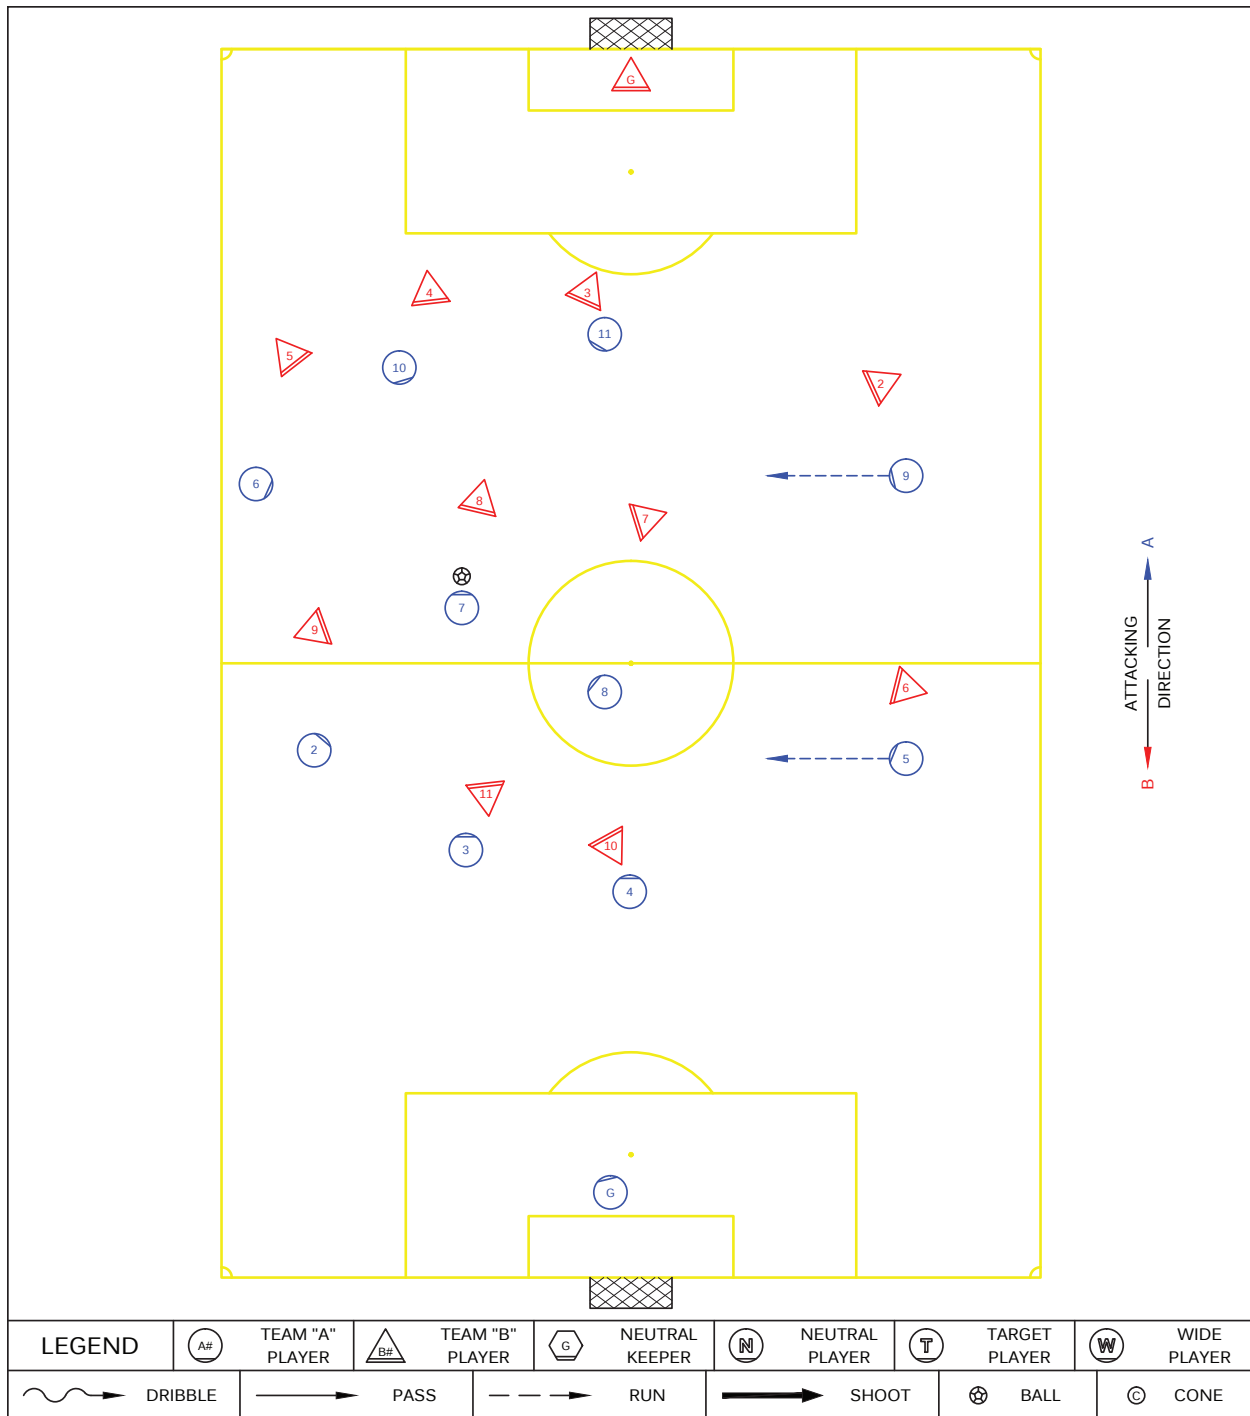 G
4
3
11
5
10
2
6
9
8
7
A
7
9
ATTACKING
DIRECTION
8
6
2
5
B
11
3
10
4
G
LEGEND
A#
TEAM "A"
PLAYER
B#
TEAM "B"
PLAYER
G
NEUTRAL
KEEPER
N
NEUTRAL
PLAYER
T
TARGET
PLAYER
W
WIDE
PLAYER
DRIBBLE
PASS
RUN
SHOOT
BALL
C
CONE